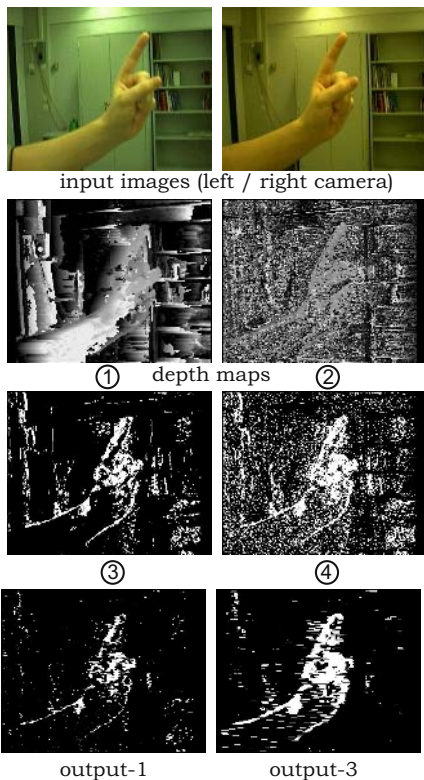 input images (left / right camera)
① depth maps ②
③ ④
output-1 output-3